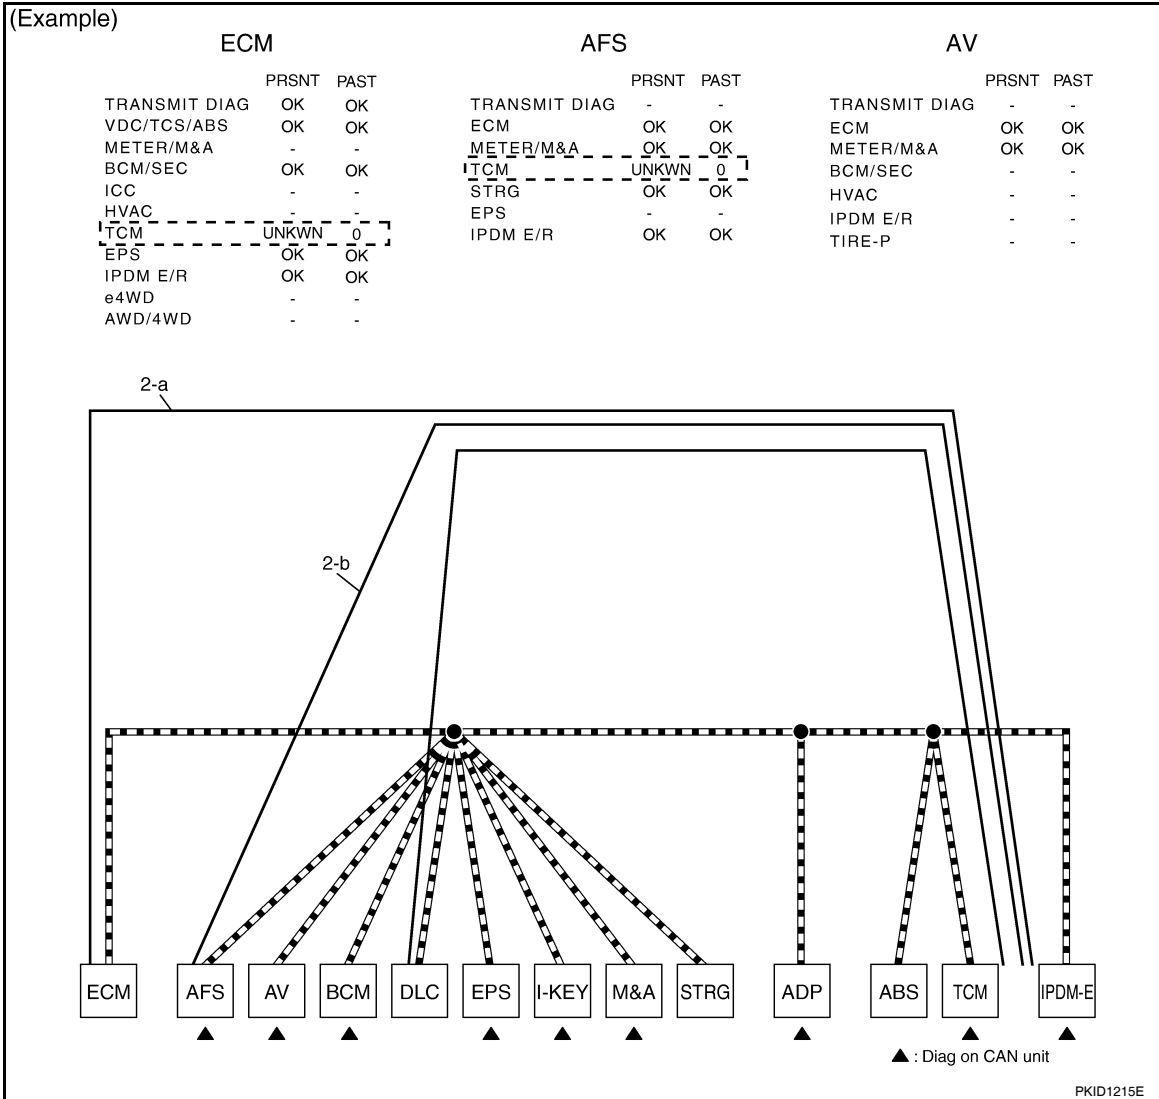 (Example)
ECM
PRSNT PAST
TRANSMIT DIAG OK OK
VDC/TCS/ABS OK OK
METER/M&A - -
BCM/SEC OK OK
ICC - -
HVAC - -
TCM UNKWN 0
EPS OK OK
IPDM E/R OK OK
e4WD - -
AWD/4WD - -
AFS
PRSNT PAST
TRANSMIT DIAG - -
ECM OK OK
METER/M&A OK OK
TCM UNKWN 0
STRG OK OK
EPS - -
IPDM E/R OK OK
AV
PRSNT PAST
TRANSMIT DIAG - -
ECM OK OK
METER/M&A OK OK
BCM/SEC - -
HVAC - -
IPDM E/R - -
TIRE-P - -
2-a
2-b
ECM AFS AV BCM DLC EPS I-KEY M&A STRG ADP ABS TCM IPDM-E
▲ : Diag on CAN unit
PKID1215E